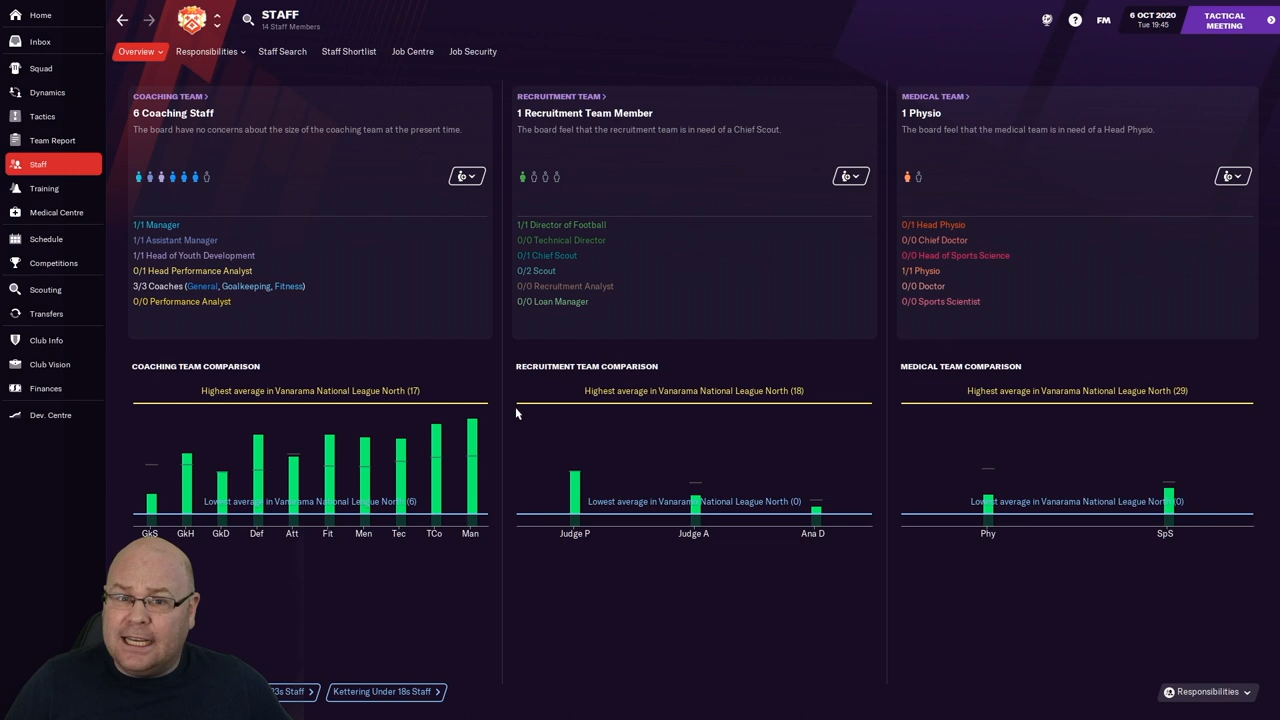 STAFF
14 Staff Members
FM
6 OCT 2020
Tue 19:45
TACTICAL
MEETING
Home
Inbox
Squad
Dynamics
Tactics
Team Report
Staff
Training
Medical Centre
Schedule
Competitions
Scouting
Transfers
Club Info
Club Vision
Finances
Dev. Centre
Overview
Responsibilities
Staff Search
Staff Shortlist
Job Centre
Job Security
COACHING TEAM >
6 Coaching Staff
The board have no concerns about the size of the coaching team at the present time.
1/1 Manager
1/1 Assistant Manager
1/1 Head of Youth Development
0/1 Head Performance Analyst
3/3 Coaches (General, Goalkeeping, Fitness)
0/0 Performance Analyst
RECRUITMENT TEAM >
1 Recruitment Team Member
The board feel that the recruitment team is in need of a Chief Scout.
1/1 Director of Football
0/0 Technical Director
0/1 Chief Scout
0/2 Scout
0/0 Recruitment Analyst
0/0 Loan Manager
MEDICAL TEAM >
1 Physio
The board feel that the medical team is in need of a Head Physio.
0/1 Head Physio
0/0 Chief Doctor
0/0 Head of Sports Science
1/1 Physio
0/0 Doctor
0/0 Sports Scientist
COACHING TEAM COMPARISON
Highest average in Vanarama National League North (17)
Lowest average in Vanarama National League North (6)
GkS GkH GkD Def Att Fit Men Tec TCo Man
RECRUITMENT TEAM COMPARISON
Highest average in Vanarama National League North (18)
Lowest average in Vanarama National League North (0)
Judge P Judge A Ana D
MEDICAL TEAM COMPARISON
Highest average in Vanarama National League North (29)
Lowest average in Vanarama National League North (0)
Phy SpS
23s Staff >
Kettering Under 18s Staff >
Responsibilities